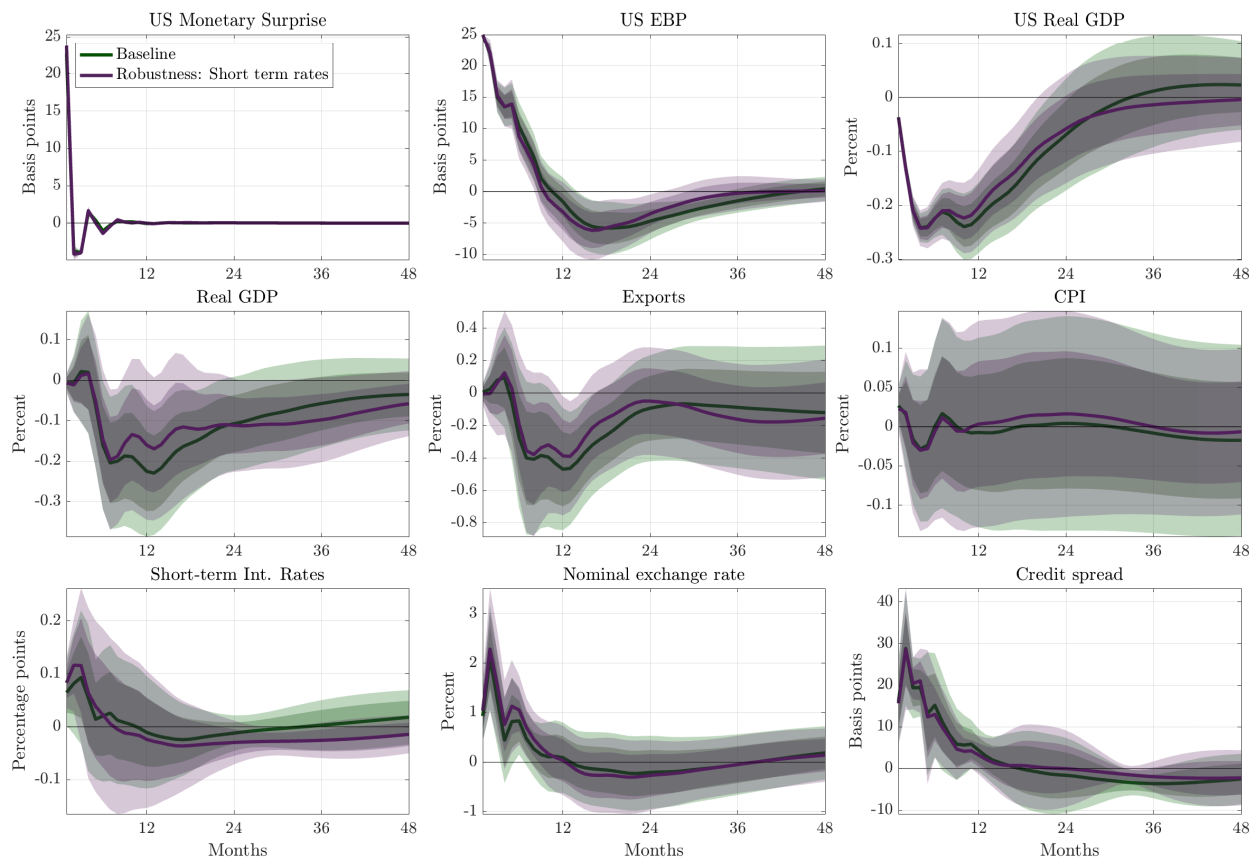 US Monetary Surprise
25
20
15
10
5
0
12 24 36 48
Basis points
Baseline
Robustness: Short term rates
US EBP
25
20
15
10
5
0
-5
-10
12 24 36 48
Basis points
US Real GDP
0.1
0
-0.1
-0.2
-0.3
12 24 36 48
Percent
Real GDP
0.1
0
-0.1
-0.2
-0.3
12 24 36 48
Percent
Exports
0.4
0.2
0
-0.2
-0.4
-0.6
-0.8
12 24 36 48
Percent
CPI
0.1
0.05
0
-0.05
-0.1
12 24 36 48
Percent
Short-term Int. Rates
0.2
0.1
0
-0.1
12 24 36 48
Percentage points
Months
Nominal exchange rate
3
2
1
0
-1
12 24 36 48
Percent
Months
Credit spread
40
30
20
10
0
-10
12 24 36 48
Basis points
Months